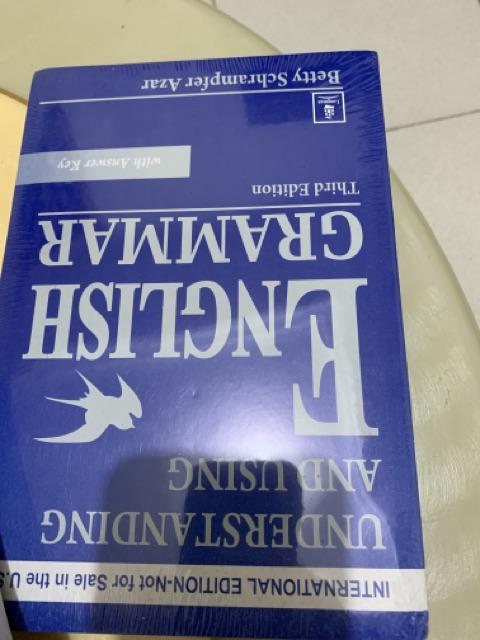 INTERNATIONAL EDITION-Not for Sale in the U.S
UNDERSTANDING
AND USING
ENGLISH
GRAMMAR
Third Edition
with Answer Key
Betty Schrampfer Azar